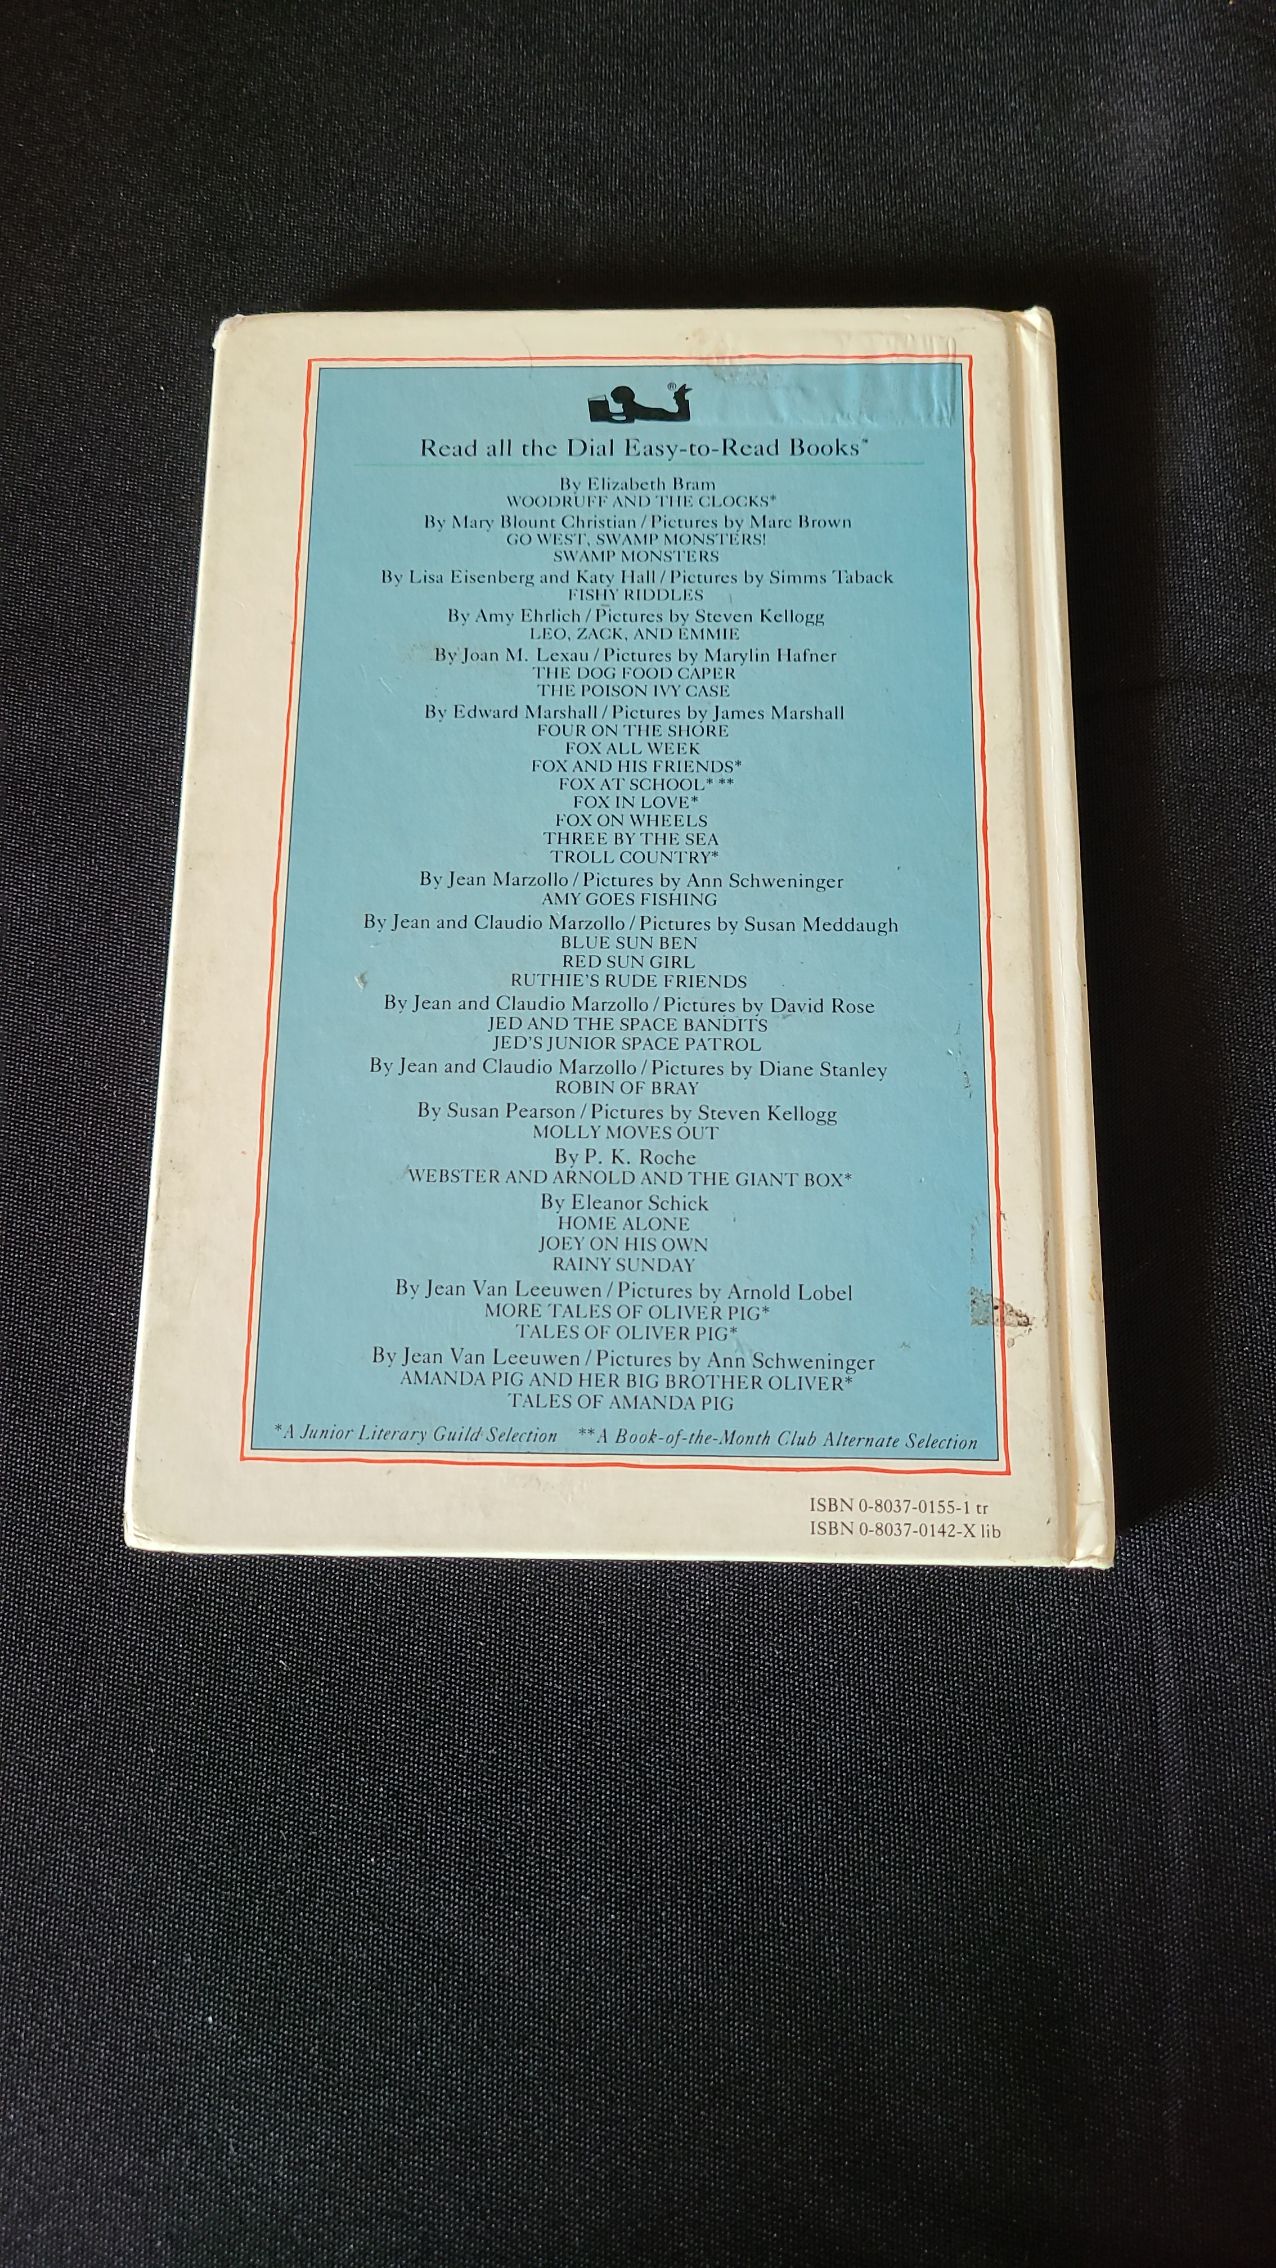 ®
Read all the Dial Easy-to-Read Books™
By Elizabeth Bram
WOODRUFF AND THE CLOCKS*
By Mary Blount Christian / Pictures by Marc Brown
GO WEST, SWAMP MONSTERS!
SWAMP MONSTERS
By Lisa Eisenberg and Katy Hall / Pictures by Simms Taback
FISHY RIDDLES
By Amy Ehrlich / Pictures by Steven Kellogg
LEO, ZACK, AND EMMIE
By Joan M. Lexau / Pictures by Marylin Hafner
THE DOG FOOD CAPER
THE POISON IVY CASE
By Edward Marshall / Pictures by James Marshall
FOUR ON THE SHORE
FOX ALL WEEK
FOX AND HIS FRIENDS*
FOX AT SCHOOL* **
FOX IN LOVE*
FOX ON WHEELS
THREE BY THE SEA
TROLL COUNTRY*
By Jean Marzollo / Pictures by Ann Schweninger
AMY GOES FISHING
By Jean and Claudio Marzollo / Pictures by Susan Meddaugh
BLUE SUN BEN
RED SUN GIRL
RUTHIE'S RUDE FRIENDS
By Jean and Claudio Marzollo / Pictures by David Rose
JED AND THE SPACE BANDITS
JED'S JUNIOR SPACE PATROL
By Jean and Claudio Marzollo / Pictures by Diane Stanley
ROBIN OF BRAY
By Susan Pearson / Pictures by Steven Kellogg
MOLLY MOVES OUT
By P. K. Roche
WEBSTER AND ARNOLD AND THE GIANT BOX*
By Eleanor Schick
HOME ALONE
JOEY ON HIS OWN
RAINY SUNDAY
By Jean Van Leeuwen / Pictures by Arnold Lobel
MORE TALES OF OLIVER PIG*
TALES OF OLIVER PIG*
By Jean Van Leeuwen / Pictures by Ann Schweninger
AMANDA PIG AND HER BIG BROTHER OLIVER*
TALES OF AMANDA PIG
*A Junior Literary Guild Selection **A Book-of-the-Month Club Alternate Selection
ISBN 0-8037-0155-1 tr
ISBN 0-8037-0142-X lib